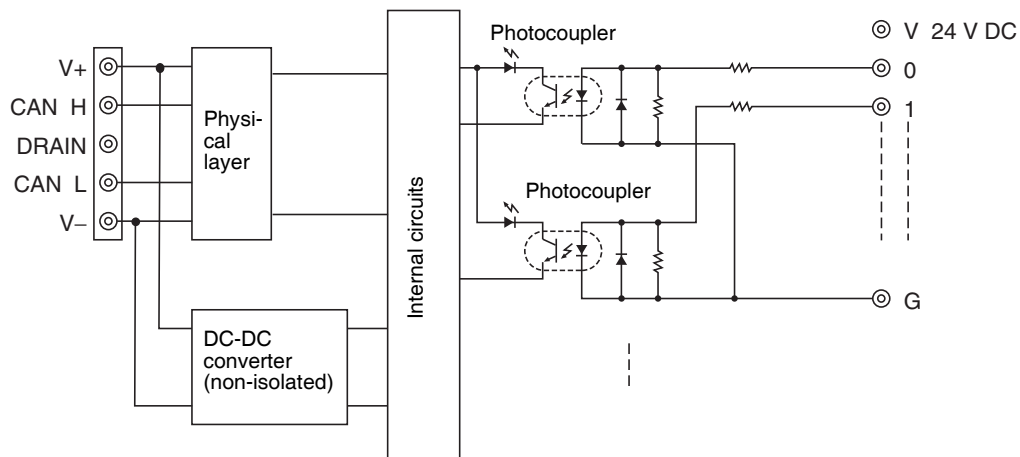 Photocoupler
V 24 V DC
V+
0
CAN H
1
Physi-
cal
layer
DRAIN
CAN L
Photocoupler
V–
Internal circuits
G
DC-DC
converter
(non-isolated)